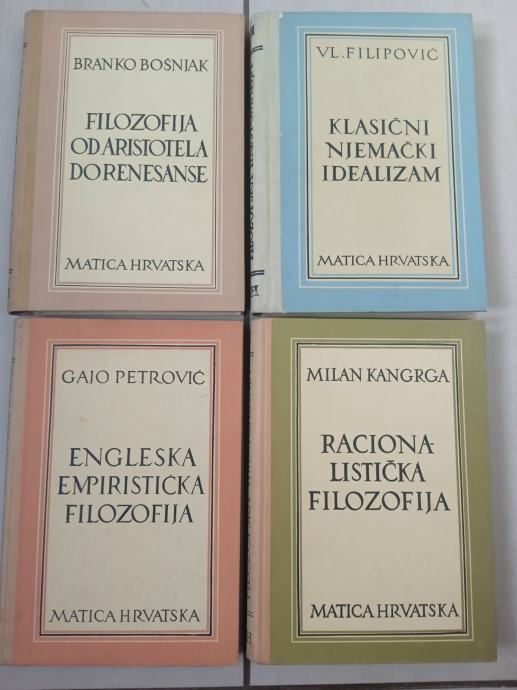 BRANKO BOŠNJAK
FILOZOFIJA
OD ARISTOTELA
DO RENESANSE
MATICA HRVATSKA
VL. FILIPOVIĆ
KLASIČNI
NJEMAČKI
IDEALIZAM
MATICA HRVATSKA
GAJO PETROVIĆ
ENGLESKA
EMPIRISTIČKA
FILOZOFIJA
MATICA HRVATSKA
MILAN KANGRGA
RACIONA-
LISTIČKA
FILOZOFIJA
MATICA HRVATSKA